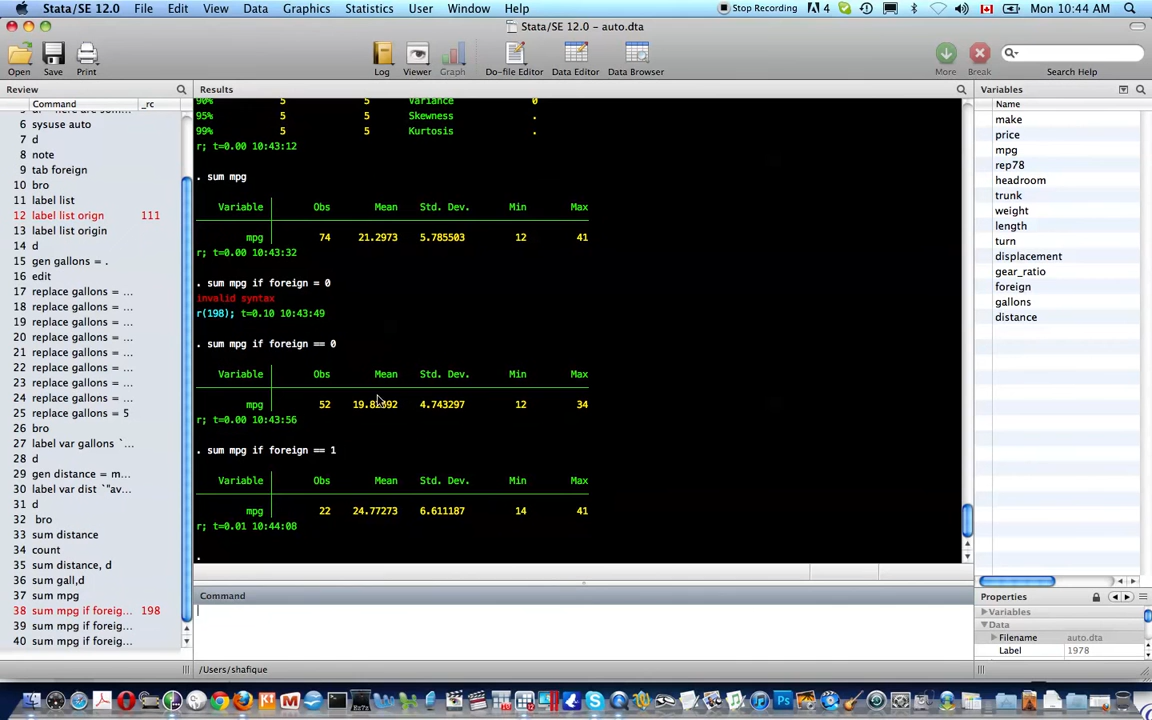 Stata/SE 12.0 File Edit View Data Graphics Statistics User Window Help Stop Recording 4 Mon 10:44 AM
Stata/SE 12.0 - auto.dta
Open Save Print Log Viewer Graph Do-file Editor Data Editor Data Browser More Break Search Help
Review
Command _rc
6 sysuse auto
7 d
8 note
9 tab foreign
10 bro
11 label list
12 label list orign 111
13 label list origin
14 d
15 gen gallons = .
16 edit
17 replace gallons = ...
18 replace gallons = ...
19 replace gallons = ...
20 replace gallons = ...
21 replace gallons = ...
22 replace gallons = ...
23 replace gallons = ...
24 replace gallons = ...
25 replace gallons = 5
26 bro
27 label var gallons `...
28 d
29 gen distance = m...
30 label var dist `"av...
31 d
32 bro
33 sum distance
34 count
35 sum distance, d
36 sum gall,d
37 sum mpg
38 sum mpg if foreig... 198
39 sum mpg if foreig...
40 sum mpg if foreig...
Results
90% 5 5 Variance 0
95% 5 5 Skewness .
99% 5 5 Kurtosis .
r; t=0.00 10:43:12
. sum mpg
Variable Obs Mean Std. Dev. Min Max
mpg 74 21.2973 5.785503 12 41
r; t=0.00 10:43:32
. sum mpg if foreign = 0
invalid syntax
r(198); t=0.10 10:43:49
. sum mpg if foreign == 0
Variable Obs Mean Std. Dev. Min Max
mpg 52 4.743297 12 34
r; t=0.00 10:43:56
. sum mpg if foreign == 1
Variable Obs Mean Std. Dev. Min Max
mpg 22 24.77273 6.611187 14 41
r; t=0.01 10:44:08
.
Command
/Users/shafique
Variables
Name
make
price
mpg
rep78
headroom
trunk
weight
length
turn
displacement
gear_ratio
foreign
gallons
distance
Properties
Variables
Data
Filename auto.dta
Label 1978